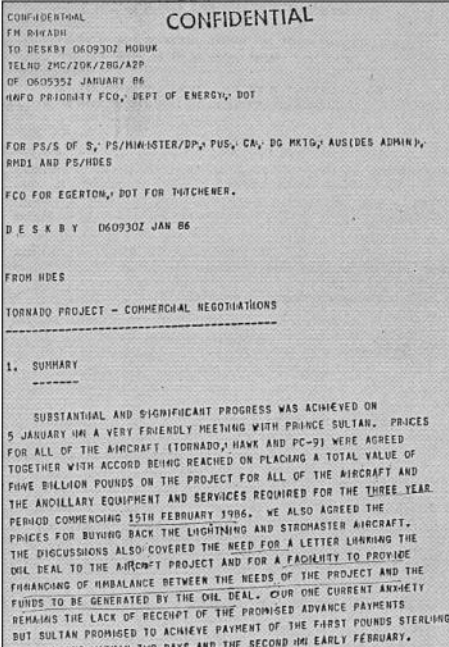 CONFIDENTIAL
CONFIDENTIAL
FM RIYADH
TO DESKBY 060930Z MODUK
TELNO ZMC/ZOK/ZBG/A2P
OF 060535Z JANUARY 86
INFO PRIORITY FCO, DEPT OF ENERGY, DOT
FOR PS/S OF S, PS/MINISTER/DP, PUS, CA, DG MKTG, AUS(DES ADMIN),
RMD1 AND PS/HDES
FCO FOR EGERTON, DOT FOR TITCHENER.
D E S K B Y 060930Z JAN 86
FROM HDES
TORNADO PROJECT - COMMERCIAL NEGOTIATIONS
1. SUMMARY
SUBSTANTIAL AND SIGNIFICANT PROGRESS WAS ACHIEVED ON
5 JANUARY IN A VERY FRIENDLY MEETING WITH PRINCE SULTAN. PRICES
FOR ALL OF THE AIRCRAFT (TORNADO, HAWK AND PC-9) WERE AGREED
TOGETHER WITH ACCORD BEING REACHED ON PLACING A TOTAL VALUE OF
FIVE BILLION POUNDS ON THE PROJECT FOR ALL OF THE AIRCRAFT AND
THE ANCILLARY EQUIPMENT AND SERVICES REQUIRED FOR THE THREE YEAR
PERIOD COMMENCING 15TH FEBRUARY 1986. WE ALSO AGREED THE
PRICES FOR BUYING BACK THE LIGHTNING AND STROMASTER AIRCRAFT.
THE DISCUSSIONS ALSO COVERED THE NEED FOR A LETTER LINKING THE
OIL DEAL TO THE AIRCRAFT PROJECT AND FOR A FACILITY TO PROVIDE
FINANCING OF IMBALANCE BETWEEN THE NEEDS OF THE PROJECT AND THE
FUNDS TO BE GENERATED BY THE OIL DEAL. OUR ONE CURRENT ANXIETY
REMAINS THE LACK OF RECEIPT OF THE PROMISED ADVANCE PAYMENTS
BUT SULTAN PROMISED TO ACHIEVE PAYMENT OF THE FIRST POUNDS STERLING
TWO DAYS AND THE SECOND IN EARLY FEBRUARY.